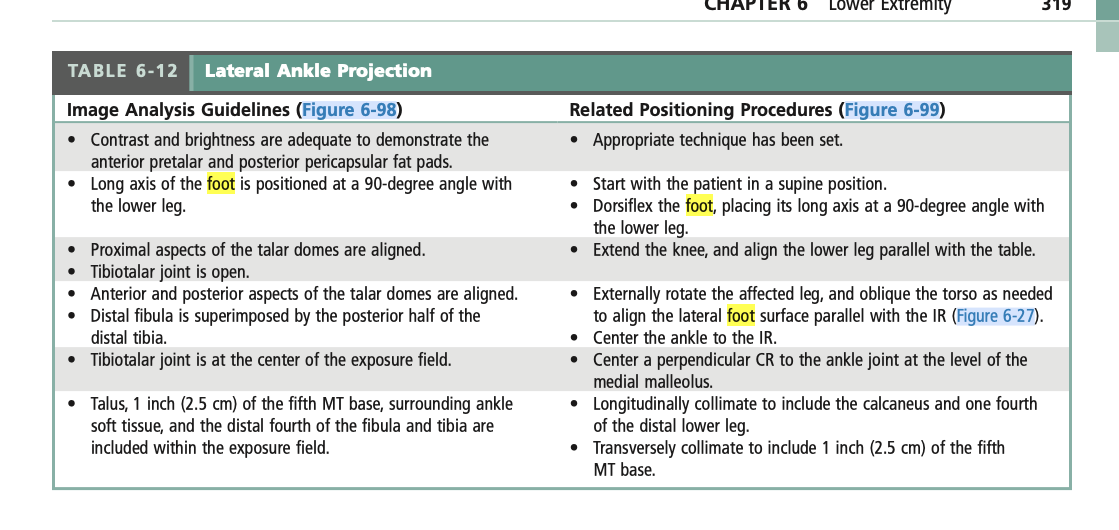 CHAPTER 6 Lower Extremity 319
TABLE 6-12 Lateral Ankle Projection
Image Analysis Guidelines (Figure 6-98)
• Contrast and brightness are adequate to demonstrate the
anterior pretalar and posterior pericapsular fat pads.
• Long axis of the foot is positioned at a 90-degree angle with
the lower leg.
• Proximal aspects of the talar domes are aligned.
• Tibiotalar joint is open.
• Anterior and posterior aspects of the talar domes are aligned.
• Distal fibula is superimposed by the posterior half of the
distal tibia.
• Tibiotalar joint is at the center of the exposure field.
• Talus, 1 inch (2.5 cm) of the fifth MT base, surrounding ankle
soft tissue, and the distal fourth of the fibula and tibia are
included within the exposure field.
Related Positioning Procedures (Figure 6-99)
• Appropriate technique has been set.
• Start with the patient in a supine position.
• Dorsiflex the foot, placing its long axis at a 90-degree angle with
the lower leg.
• Extend the knee, and align the lower leg parallel with the table.
• Externally rotate the affected leg, and oblique the torso as needed
to align the lateral foot surface parallel with the IR (Figure 6-27).
• Center the ankle to the IR.
• Center a perpendicular CR to the ankle joint at the level of the
medial malleolus.
• Longitudinally collimate to include the calcaneus and one fourth
of the distal lower leg.
• Transversely collimate to include 1 inch (2.5 cm) of the fifth
MT base.